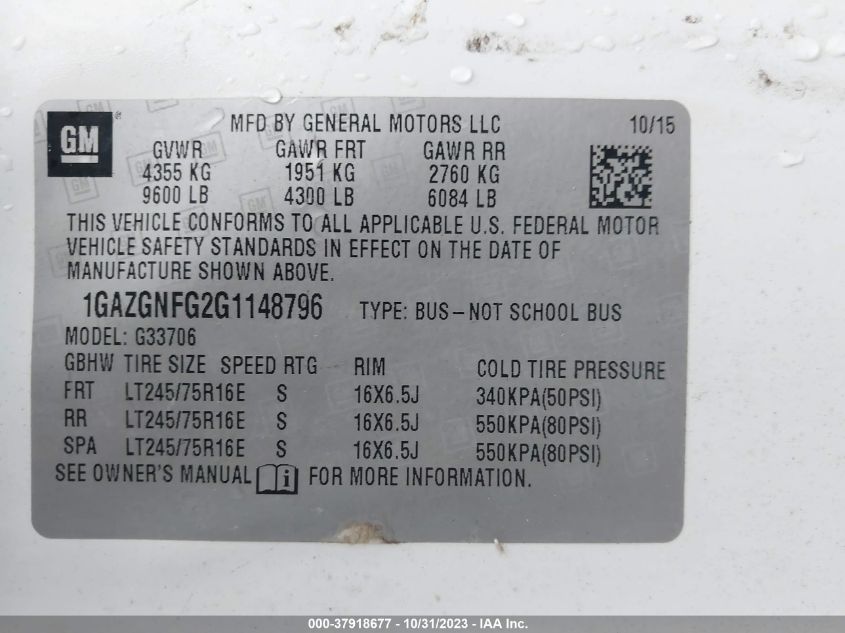 GM
MFD BY GENERAL MOTORS LLC 10/15
GVWR GAWR FRT GAWR RR
4355 KG 1951 KG 2760 KG
9600 LB 4300 LB 6084 LB
THIS VEHICLE CONFORMS TO ALL APPLICABLE U.S. FEDERAL MOTOR
VEHICLE SAFETY STANDARDS IN EFFECT ON THE DATE OF
MANUFACTURE SHOWN ABOVE.
1GAZGNFG2G1148796 TYPE: BUS–NOT SCHOOL BUS
MODEL: G33706
GBHW TIRE SIZE SPEED RTG RIM COLD TIRE PRESSURE
FRT LT245/75R16E S 16X6.5J 340KPA(50PSI)
RR LT245/75R16E S 16X6.5J 550KPA(80PSI)
SPA LT245/75R16E S 16X6.5J 550KPA(80PSI)
SEE OWNER'S MANUAL i FOR MORE INFORMATION.
000-37918677 - 10/31/2023 - IAA Inc.